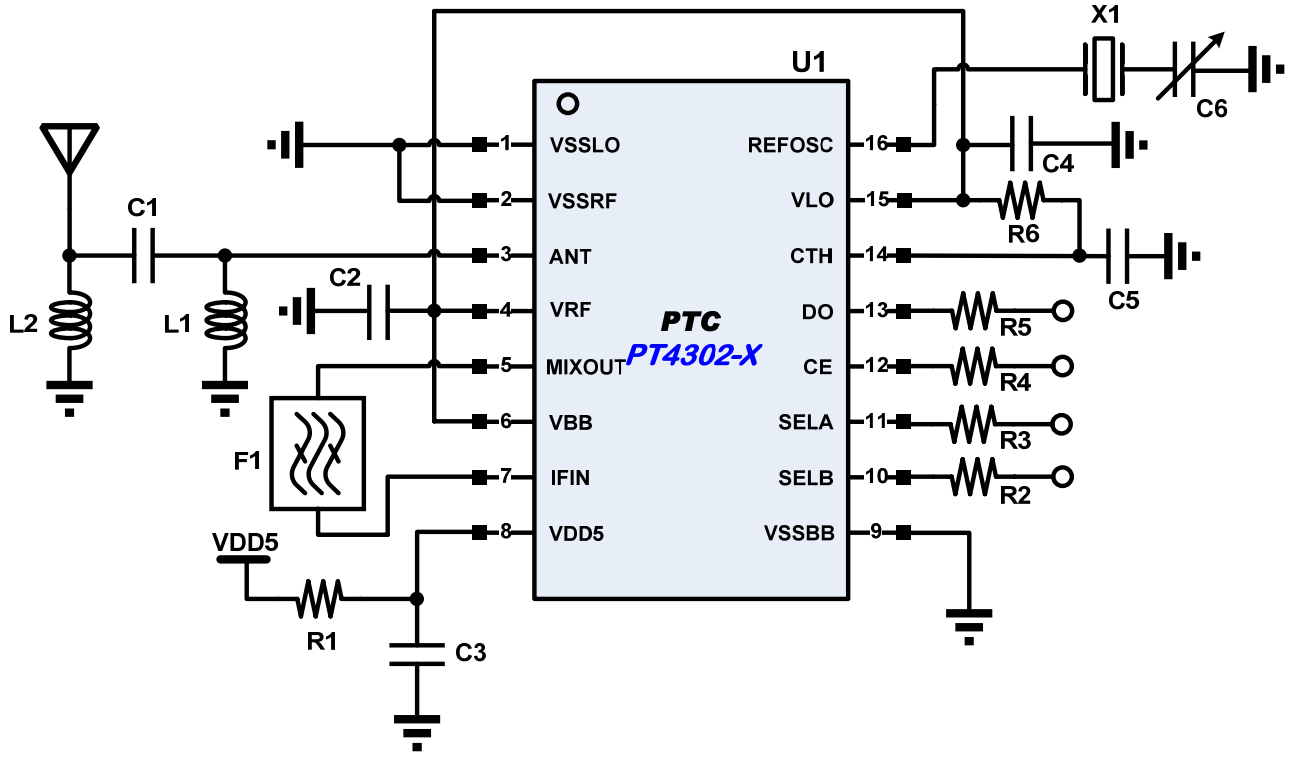 X1
U1
C6
1 VSSLO REFOSC 16
C4
2 VSSRF VLO 15
C1
R6
3 ANT CTH 14
C2
C5
L2 L1 4 VRF DO 13
PTC
R5
PT4302-X
5 MIXOUT CE 12
R4
6 VBB SELA 11
R3
F1
7 IFIN SELB 10
R2
VDD5 8 VDD5 VSSBB 9
R1
C3